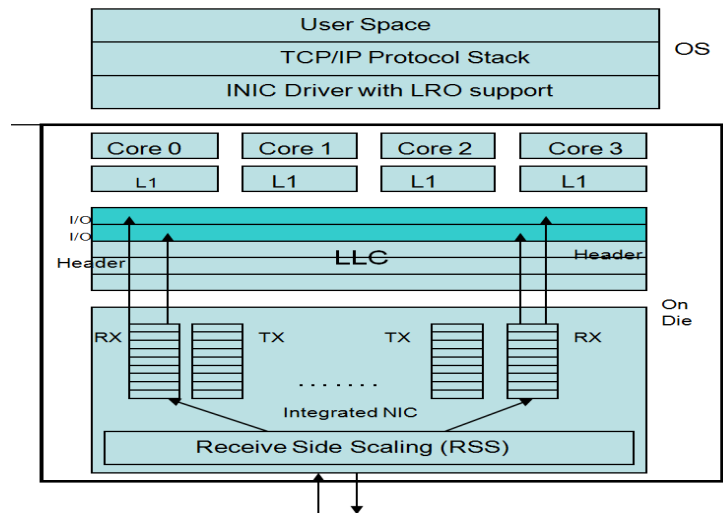 User Space
OS
TCP/IP Protocol Stack
INIC Driver with LRO support
Core 0
Core 1
Core 2
Core 3
L1
L1
L1
L1
I/O
I/O
Header
LLC
Header
On
Die
RX
TX
TX
RX
.......
Integrated NIC
Receive Side Scaling (RSS)